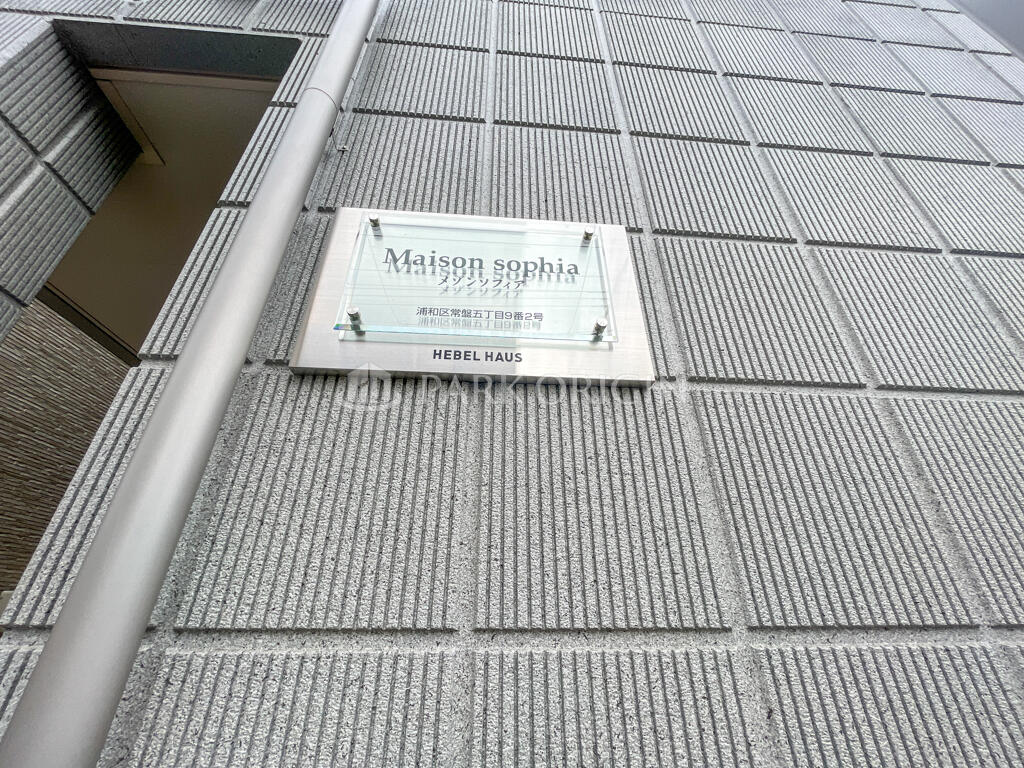 Maison sophia
メゾンソフィア
浦和区常盤五丁目9番2号
HEBEL HAUS
PARK ORIGIN